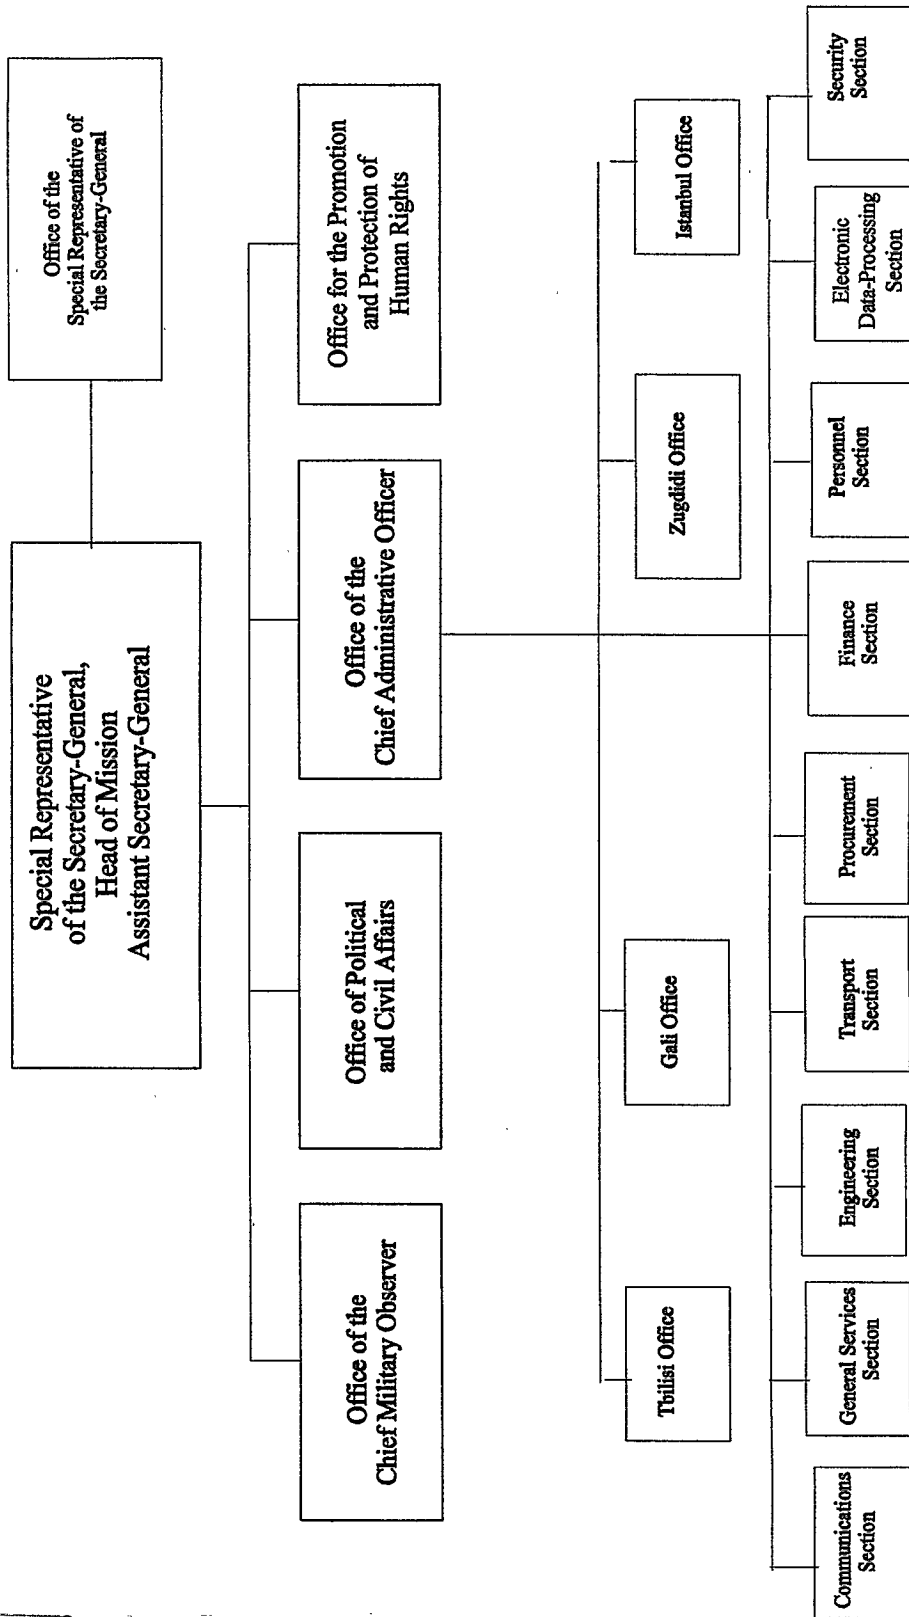 Office of the
Special Representative of
the Secretary-General
Special Representative
of the Secretary-General,
Head of Mission
Assistant Secretary-General
Office of the
Chief Military Observer
Office of Political
and Civil Affairs
Office of the
Chief Administrative Officer
Office for the Promotion
and Protection of
Human Rights
Tbilisi Office
Gali Office
Zugdidi Office
Istanbul Office
Communications
Section
General Services
Section
Engineering
Section
Transport
Section
Procurement
Section
Finance
Section
Personnel
Section
Electronic
Data-Processing
Section
Security
Section